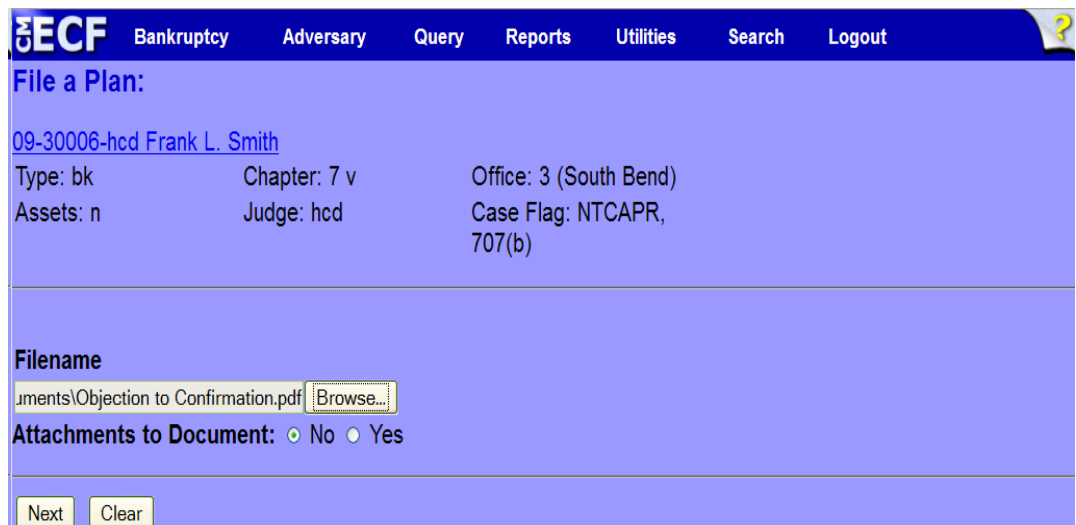 CM ECF Bankruptcy Adversary Query Reports Utilities Search Logout ?
File a Plan:
09-30006-hcd Frank L. Smith
Type: bk Chapter: 7 v Office: 3 (South Bend)
Assets: n Judge: hcd Case Flag: NTCAPR,
707(b)
Filename
uments\Objection to Confirmation.pdf Browse...
Attachments to Document: No Yes
Next Clear